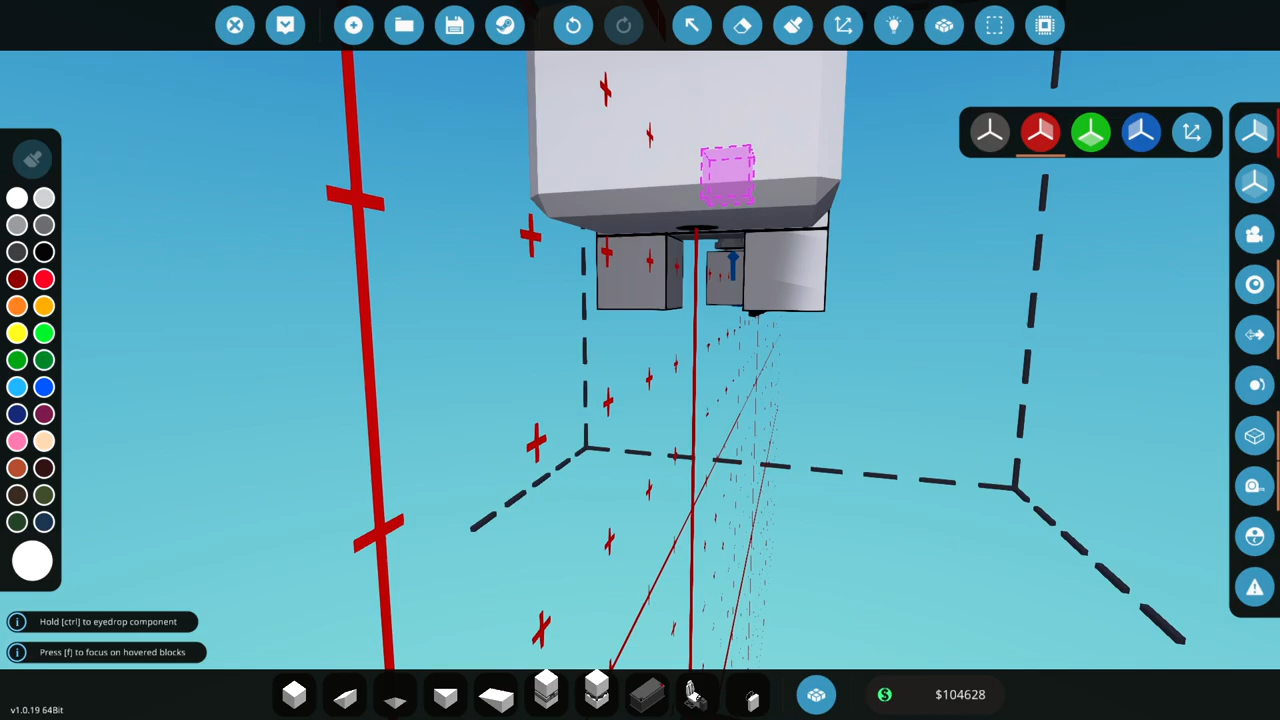 Hold [ctrl] to eyedrop component
Press [f] to focus on hovered blocks
v1.0.19 64Bit
$ $104628